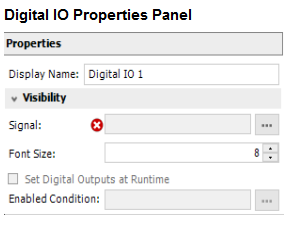 Digital IO Properties Panel
Properties
Display Name: Digital IO 1
Visibility
Signal: ...
Font Size: 8
Set Digital Outputs at Runtime
Enabled Condition: ...